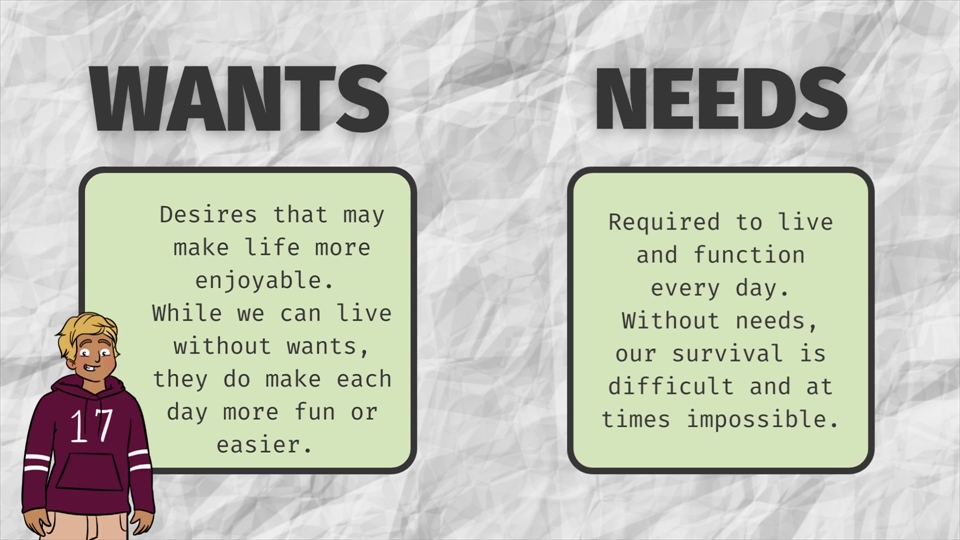 WANTS
Desires that may
make life more
enjoyable.
While we can live
without wants,
they do make each
day more fun or
easier.
17
NEEDS
Required to live
and function
every day.
Without needs,
our survival is
difficult and at
times impossible.